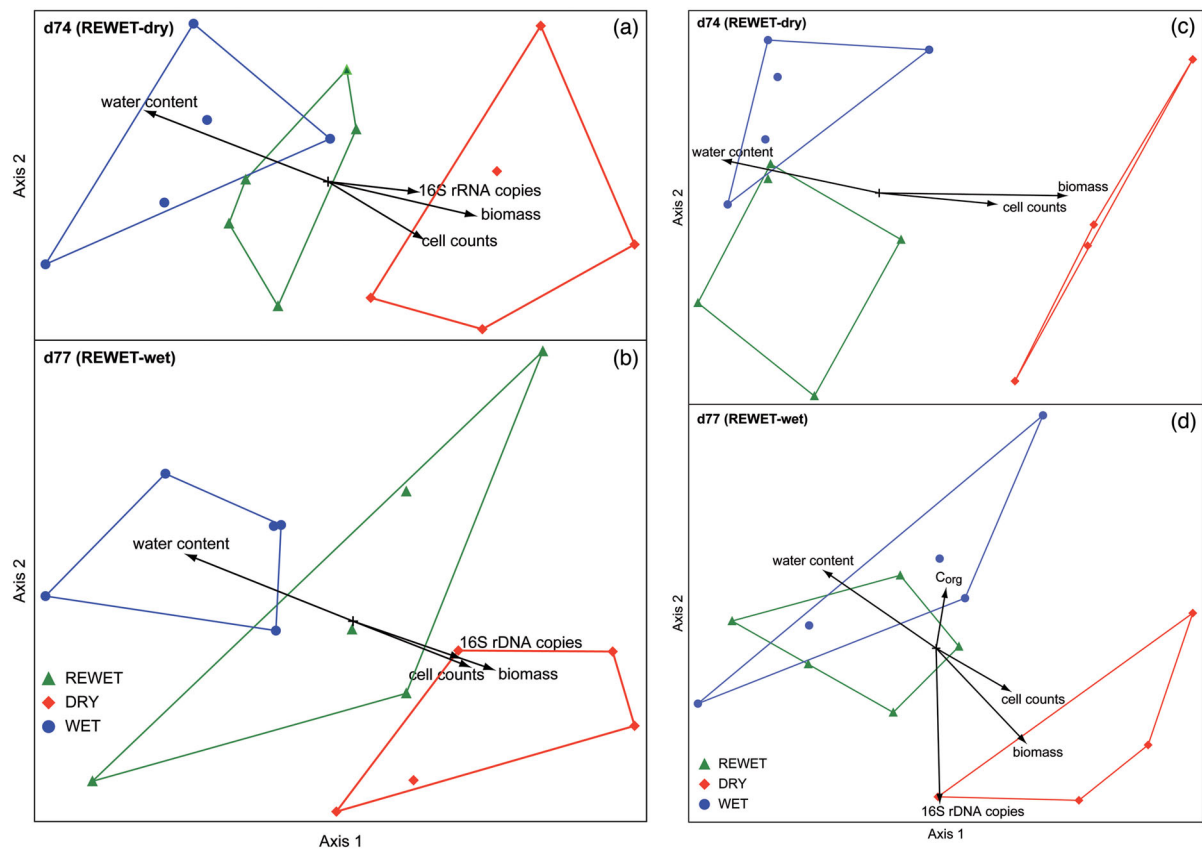 d74 (REWET-dry)
(a)
water content
16S rRNA copies
biomass
cell counts
Axis 2
d77 (REWET-wet)
(b)
water content
16S rDNA copies
cell counts
biomass
REWET
DRY
WET
Axis 2
Axis 1
d74 (REWET-dry)
(c)
water content
biomass
cell counts
Axis 2
d77 (REWET-wet)
(d)
water content
Corg
cell counts
biomass
16S rDNA copies
REWET
DRY
WET
Axis 2
Axis 1